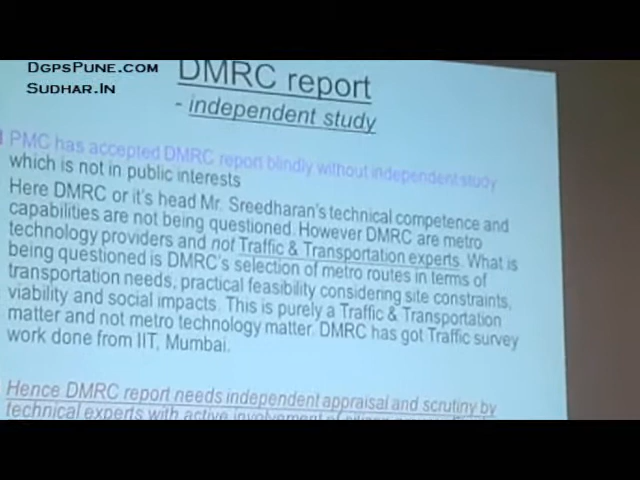 DgpsPune.com
Sudhar.In
DMRC report
- independent study
PMC has accepted DMRC report blindly without independent study
which is not in public interests
Here DMRC or it's head Mr. Sreedharan's technical competence and
capabilities are not being questioned. However DMRC are metro
technology providers and not Traffic & Transportation experts. What is
being questioned is DMRC's selection of metro routes in terms of
transportation needs, practical feasibility considering site constraints,
viability and social impacts. This is purely a Traffic & Transportation
matter and not metro technology matter. DMRC has got Traffic survey
work done from IIT, Mumbai.
Hence DMRC report needs independent appraisal and scrutiny by
technical experts with active involvement of